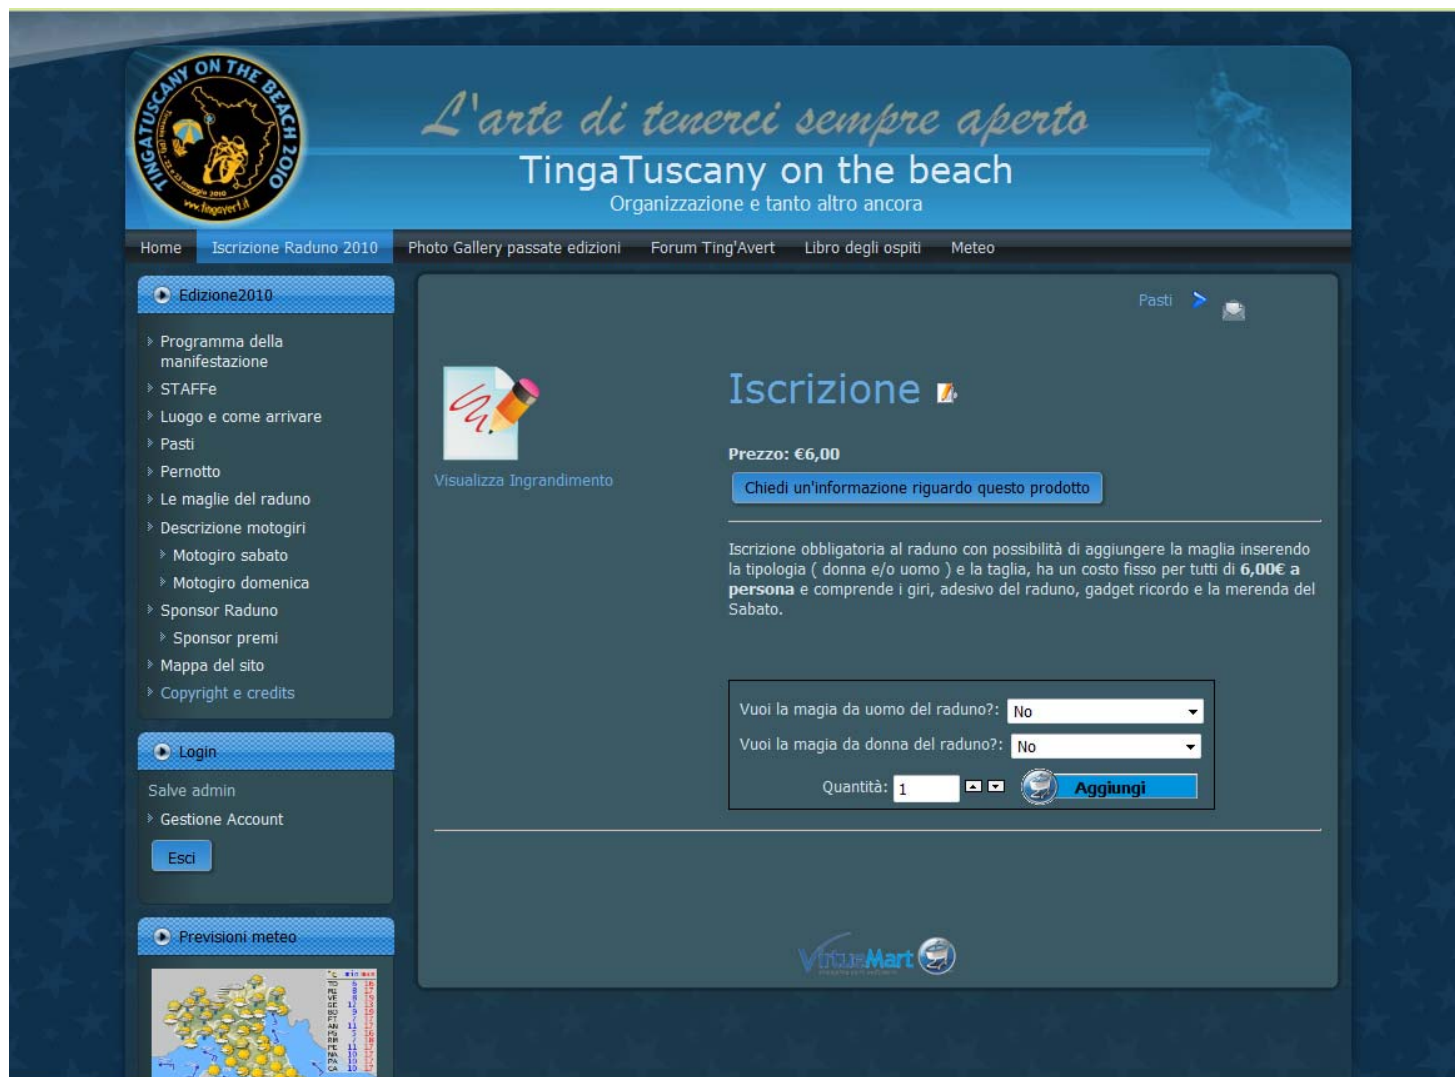 TINGATUSCANY ON THE BEACH 2010
www.tingavert.it
L'arte di tenerci sempre aperto
TingaTuscany on the beach
Organizzazione e tanto altro ancora
Home Iscrizione Raduno 2010 Photo Gallery passate edizioni Forum Ting'Avert Libro degli ospiti Meteo
Edizione2010
Programma della
manifestazione
STAFFe
Luogo e come arrivare
Pasti
Pernotto
Le maglie del raduno
Descrizione motogiri
Motogiro sabato
Motogiro domenica
Sponsor Raduno
Sponsor premi
Mappa del sito
Copyright e credits
Login
Salve admin
Gestione Account
Esci
Previsioni meteo
Pasti
Visualizza Ingrandimento
Iscrizione
Prezzo: €6,00
Chiedi un'informazione riguardo questo prodotto
Iscrizione obbligatoria al raduno con possibilità di aggiungere la maglia inserendo
la tipologia ( donna e/o uomo ) e la taglia, ha un costo fisso per tutti di 6,00€ a
persona e comprende i giri, adesivo del raduno, gadget ricordo e la merenda del
Sabato.
Vuoi la magia da uomo del raduno?: No
Vuoi la magia da donna del raduno?: No
Quantità: 1 Aggiungi
VirtueMart